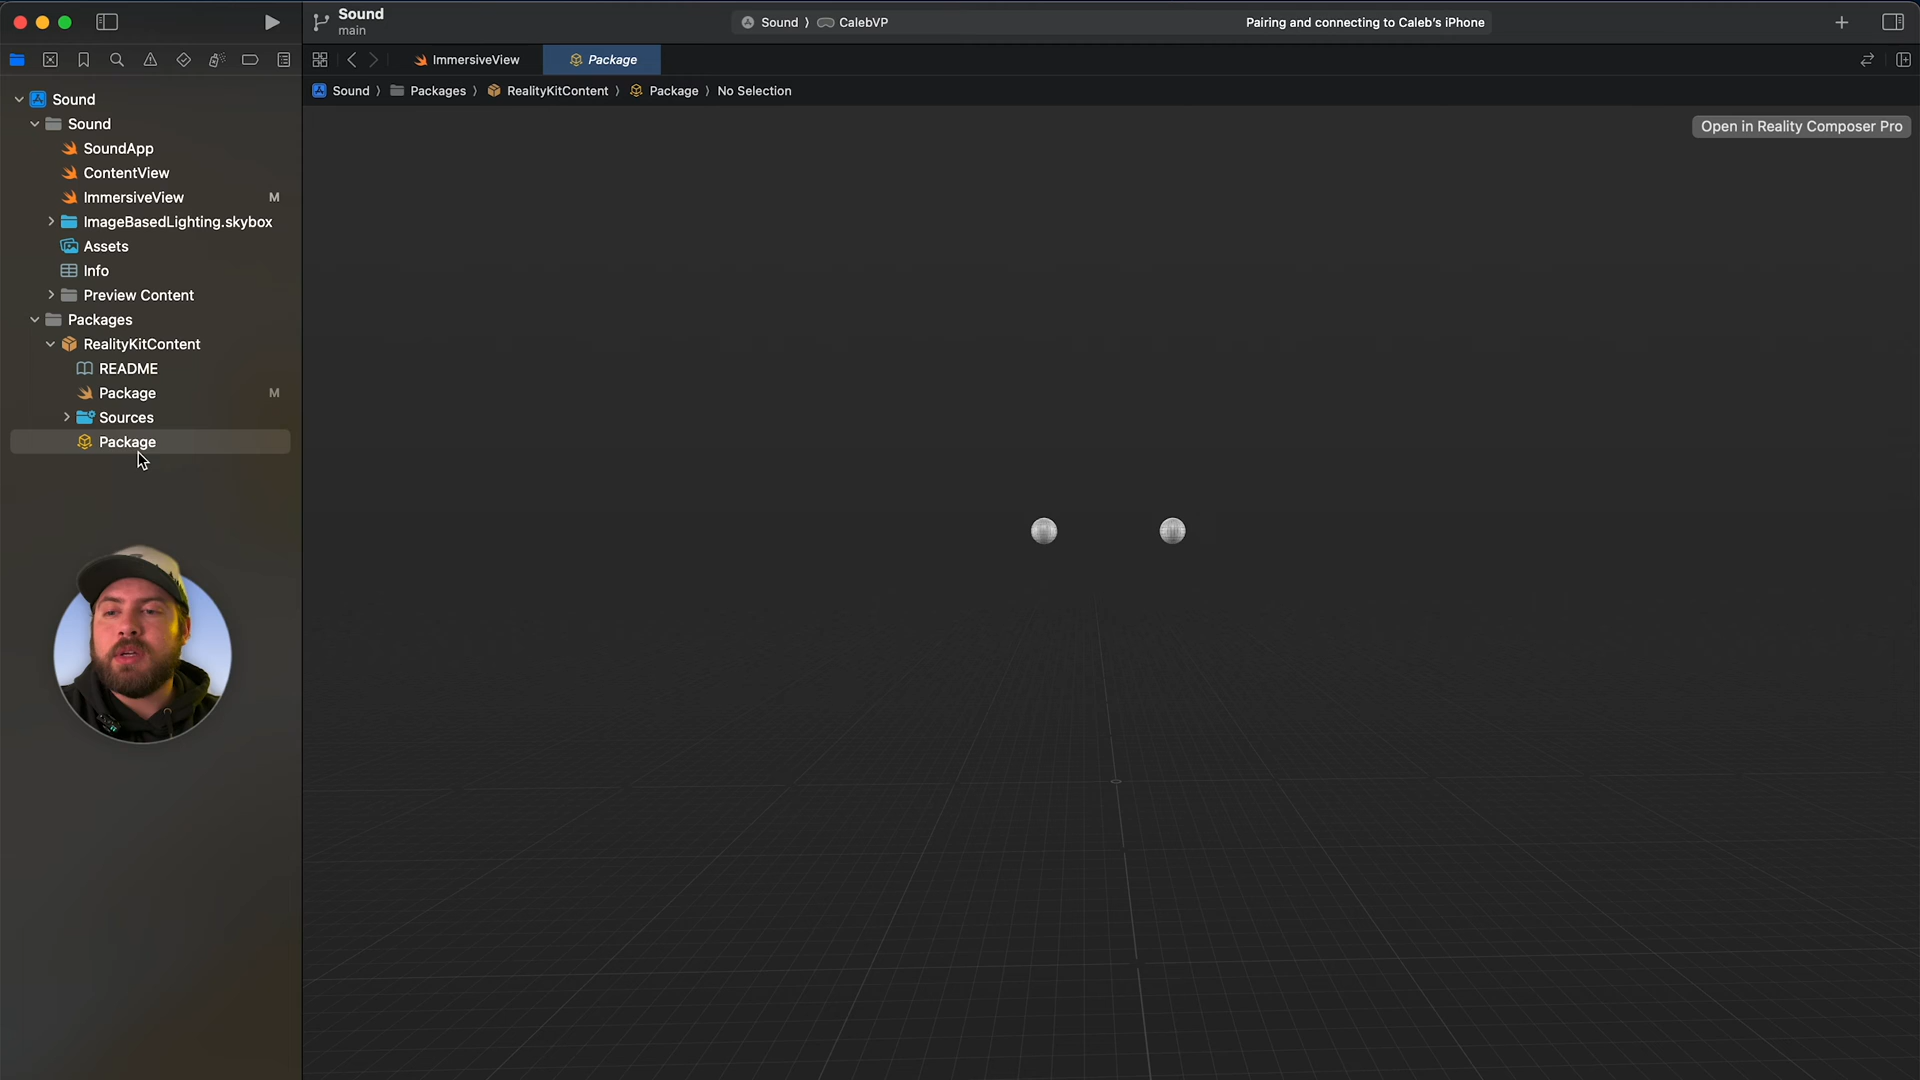 Sound
main
Sound
CalebVP
Pairing and connecting to Caleb's iPhone
ImmersiveView
Package
Sound
Packages
RealityKitContent
Package
No Selection
Open in Reality Composer Pro
Sound
Sound
SoundApp
ContentView
ImmersiveView M
ImageBasedLighting.skybox
Assets
Info
Preview Content
Packages
RealityKitContent
README
Package M
Sources
Package